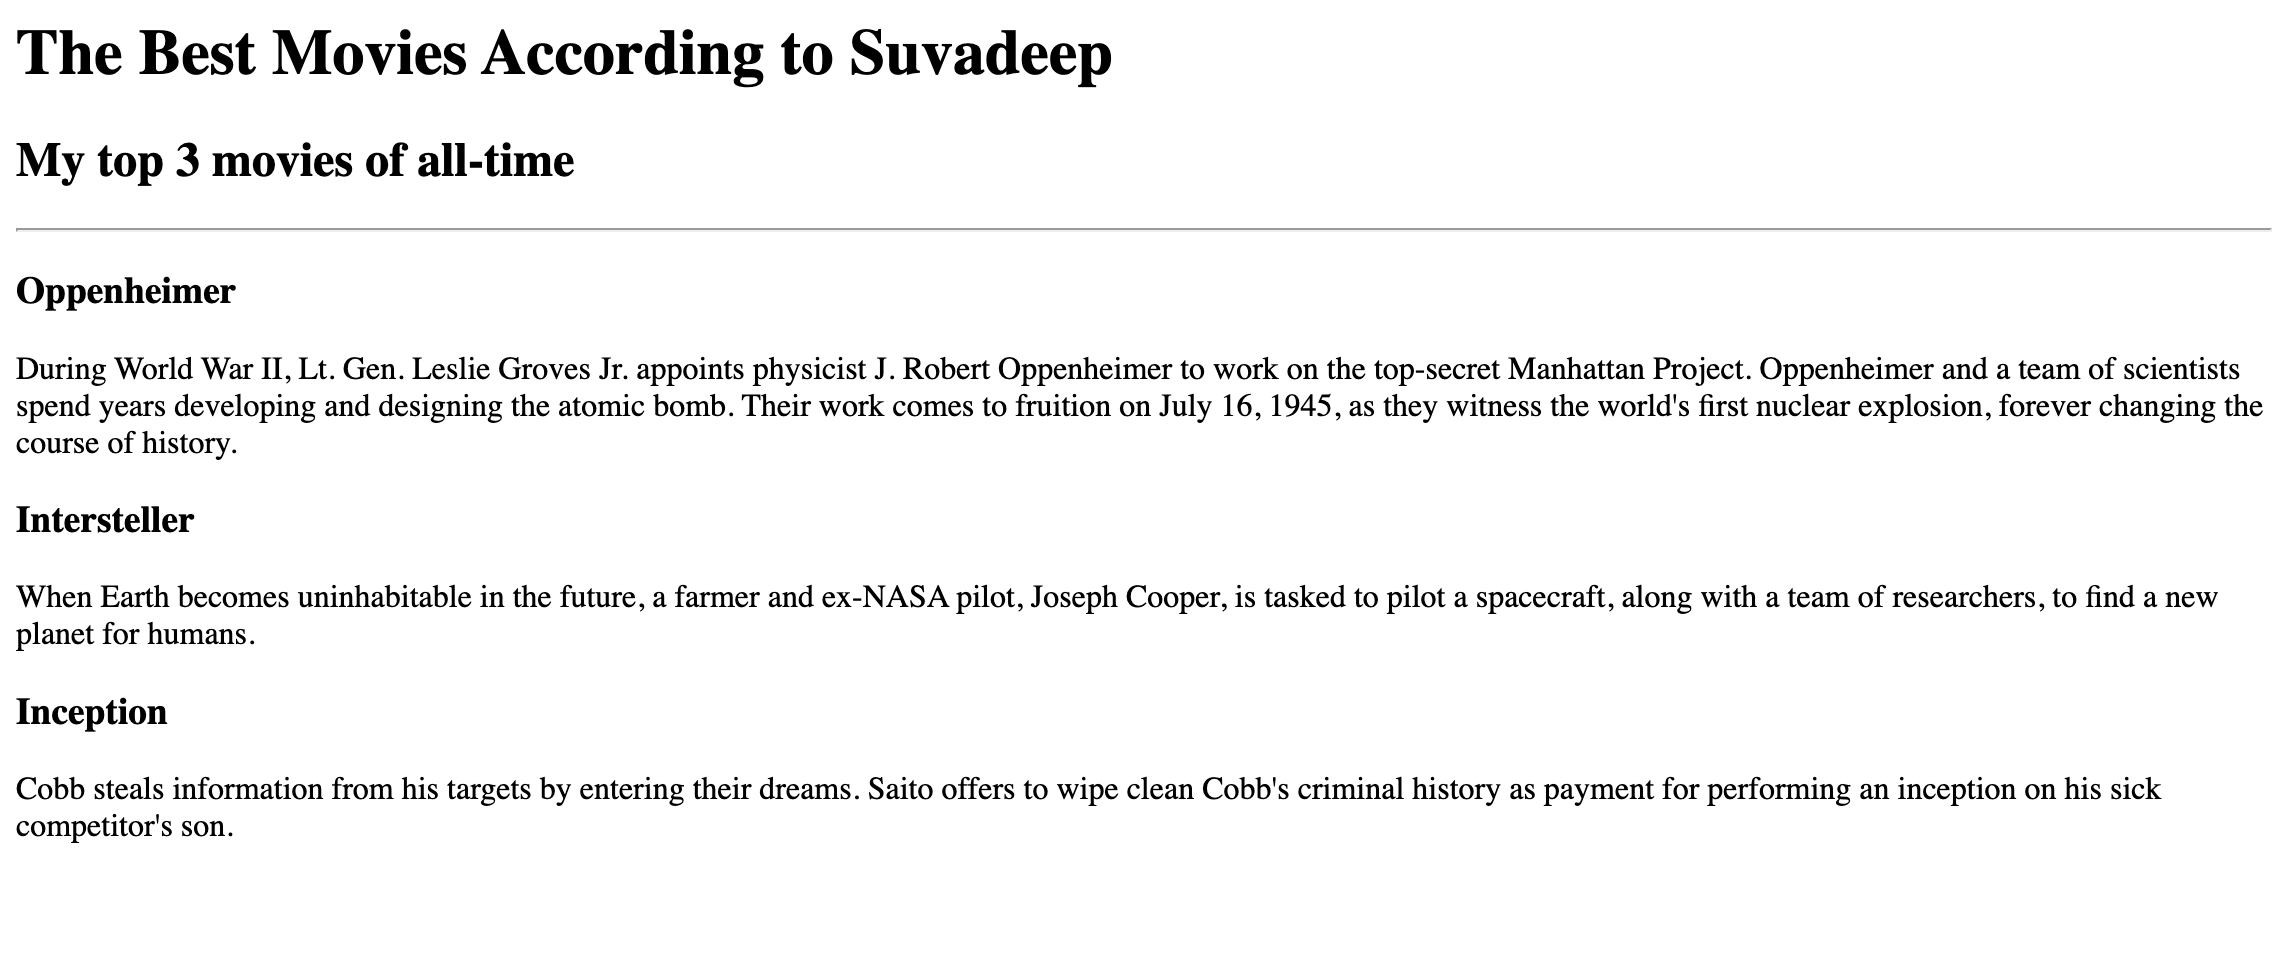 The Best Movies According to Suvadeep
My top 3 movies of all-time
Oppenheimer
During World War II, Lt. Gen. Leslie Groves Jr. appoints physicist J. Robert Oppenheimer to work on the top-secret Manhattan Project. Oppenheimer and a team of scientists
spend years developing and designing the atomic bomb. Their work comes to fruition on July 16, 1945, as they witness the world's first nuclear explosion, forever changing the
course of history.
Intersteller
When Earth becomes uninhabitable in the future, a farmer and ex-NASA pilot, Joseph Cooper, is tasked to pilot a spacecraft, along with a team of researchers, to find a new
planet for humans.
Inception
Cobb steals information from his targets by entering their dreams. Saito offers to wipe clean Cobb's criminal history as payment for performing an inception on his sick
competitor's son.